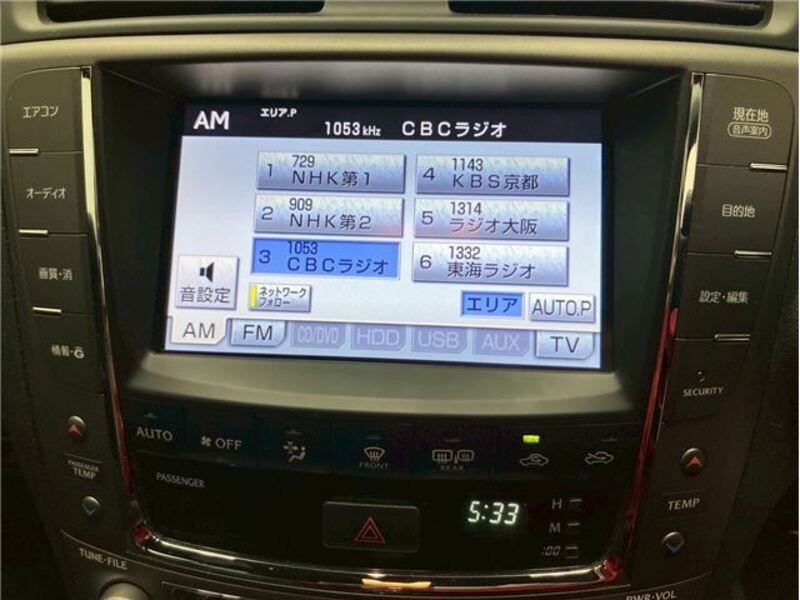 エアコン
オーディオ
画質・消
情報・G
AM エリア.P 1053kHz CBCラジオ
1 729 NHK第1
2 909 NHK第2
3 1053 CBCラジオ
4 1143 KBS京都
5 1314 ラジオ大阪
6 1332 東海ラジオ
音設定
ネットワーク
フォロー
エリア AUTO.P
AM FM CD/DVD HDD USB AUX TV
現在地
音声案内
目的地
設定・編集
SECURITY
AUTO OFF FRONT REAR
PASSENGER
TEMP
PASSENGER
5:33
H
M
:00
TEMP
TUNE・FILE
PWR・VOL